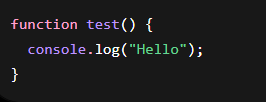 function test() {
  console.log("Hello");
}